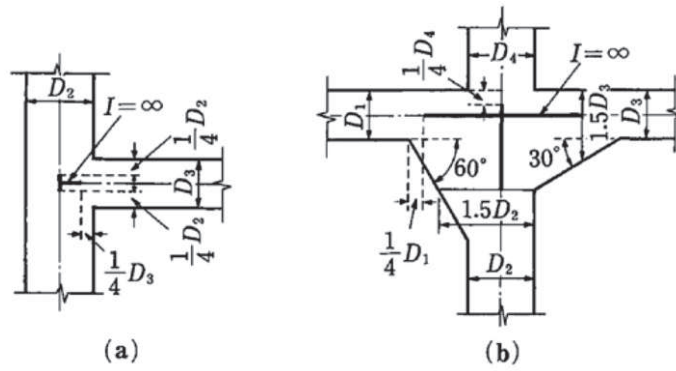 D₂
I=∞
1/4 D₂
D₃
1/4 D₂
1/4 D₃
(a)
1/4 D₄
D₄
I=∞
D₁
1.5D₃
D₃
60°
30°
1.5D₂
1/4 D₁
D₂
(b)